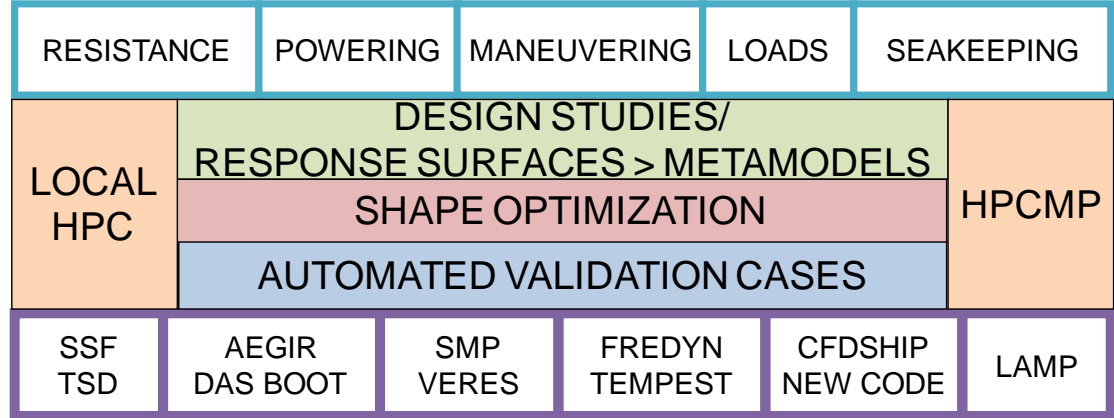 RESISTANCE
POWERING
MANEUVERING
LOADS
SEAKEEPING
LOCAL
HPC
DESIGN STUDIES/
RESPONSE SURFACES > METAMODELS
SHAPE OPTIMIZATION
AUTOMATED VALIDATION CASES
HPCMP
SSF
TSD
AEGIR
DAS BOOT
SMP
VERES
FREDYN
TEMPEST
CFDSHIP
NEW CODE
LAMP